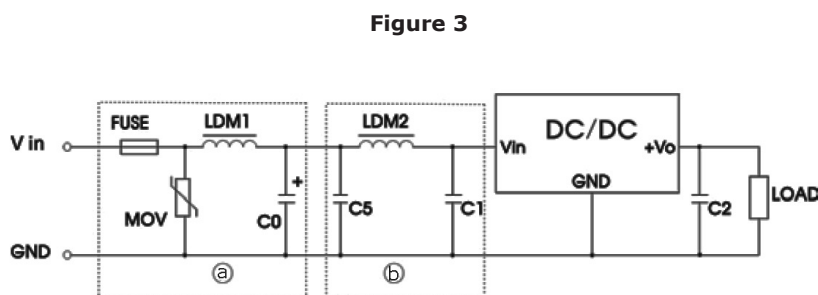 Figure 3
FUSE
LDM1
LDM2
DC/DC
V in
Vin
+Vo
GND
MOV
+
C0
C5
C1
C2
LOAD
GND
ⓐ
ⓑ